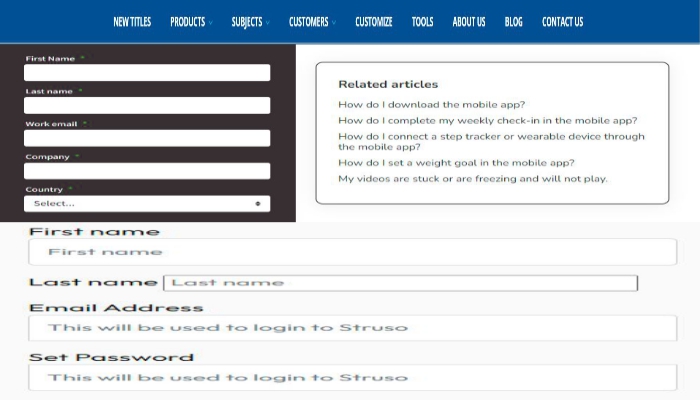 NEW TITLES PRODUCTS SUBJECTS CUSTOMERS CUSTOMIZE TOOLS ABOUT US BLOG CONTACT US
First Name *
Last name *
Work email *
Company *
Country *
Select...
Related articles
How do I download the mobile app?
How do I complete my weekly check-in in the mobile app?
How do I connect a step tracker or wearable device through
the mobile app?
How do I set a weight goal in the mobile app?
My videos are stuck or are freezing and will not play.
First name
First name
Last name Last name
Email Address
This will be used to login to Struso
Set Password
This will be used to login to Struso